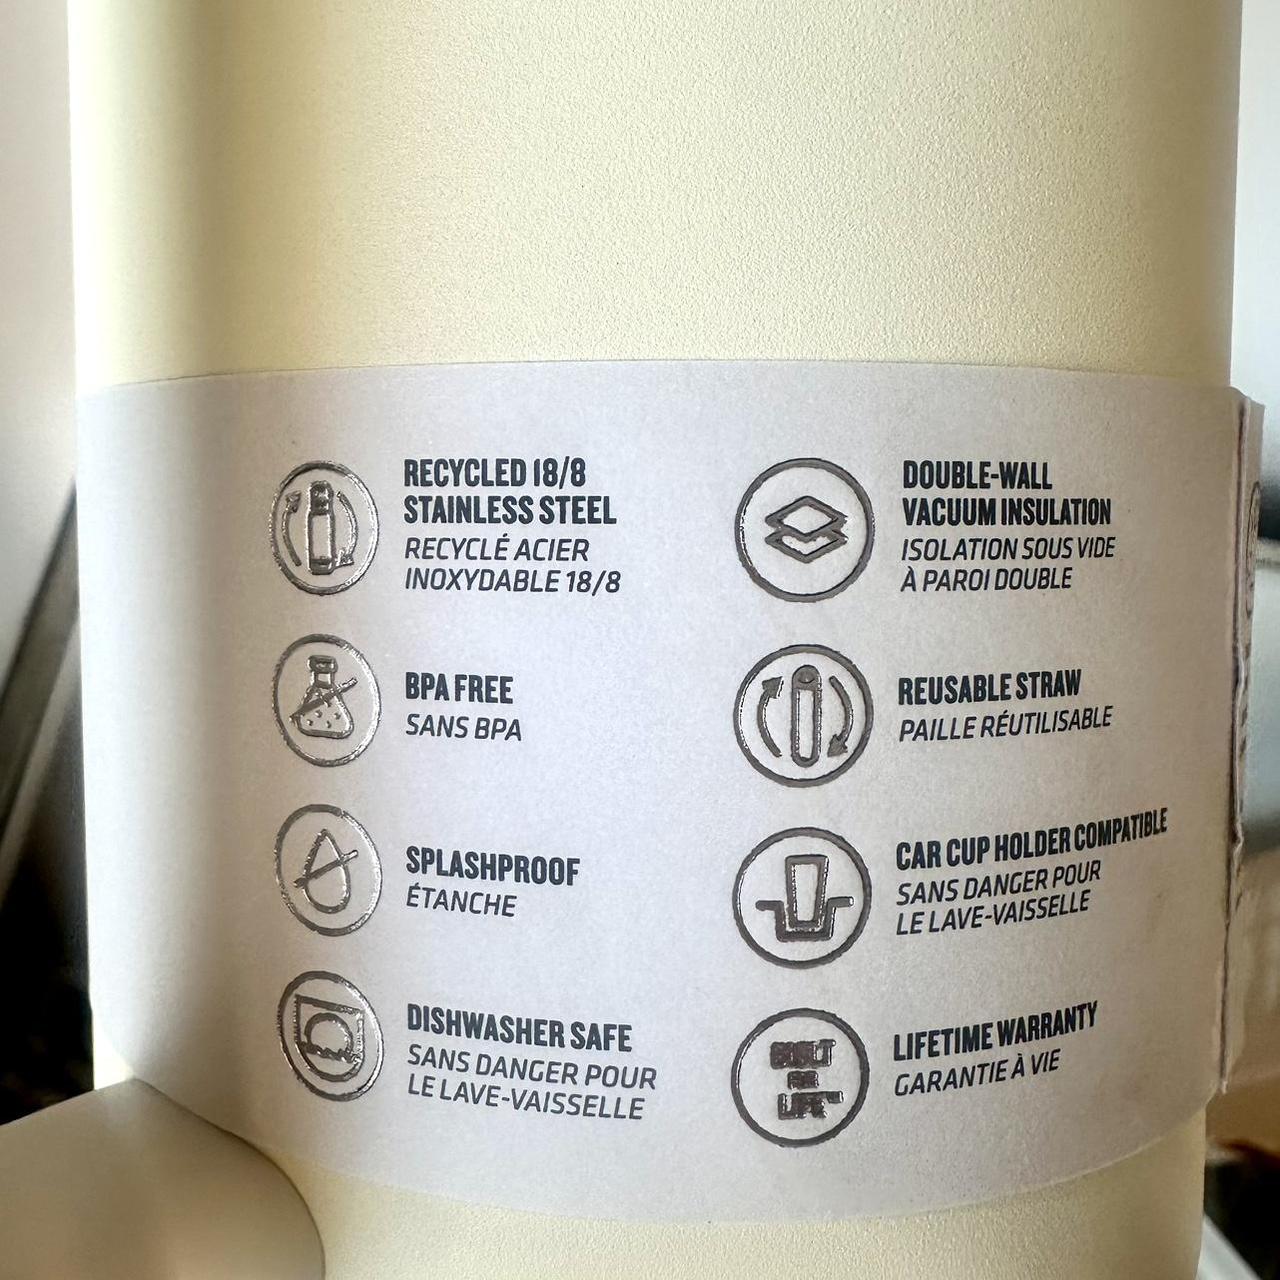 RECYCLED 18/8
STAINLESS STEEL
RECYCLÉ ACIER
INOXYDABLE 18/8
BPA FREE
SANS BPA
SPLASHPROOF
ÉTANCHE
DISHWASHER SAFE
SANS DANGER POUR
LE LAVE-VAISSELLE
DOUBLE-WALL
VACUUM INSULATION
ISOLATION SOUS VIDE
À PAROI DOUBLE
REUSABLE STRAW
PAILLE RÉUTILISABLE
CAR CUP HOLDER COMPATIBLE
SANS DANGER POUR
LE LAVE-VAISSELLE
BUILT
FOR
LIFE
LIFETIME WARRANTY
GARANTIE À VIE